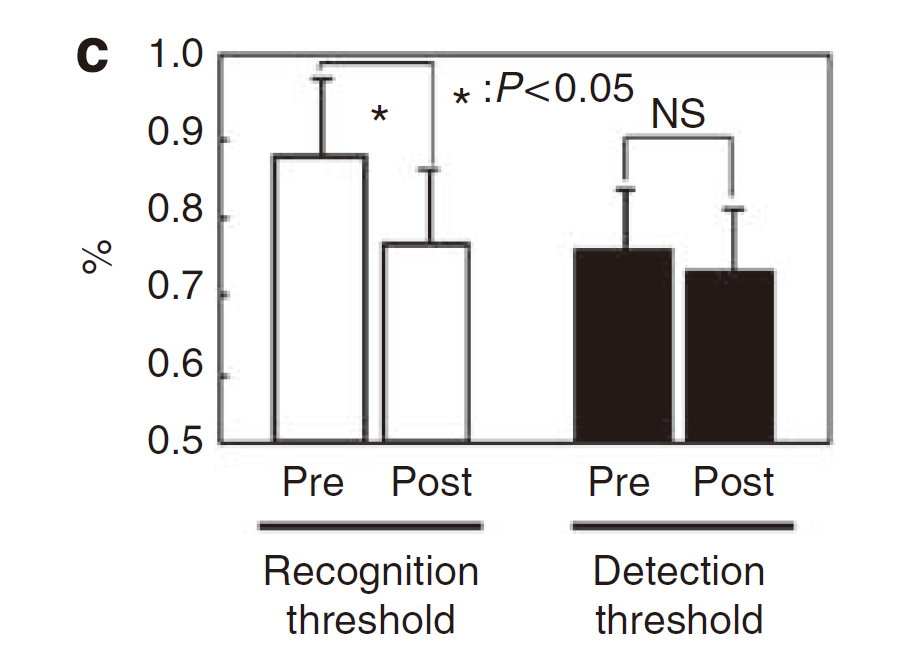 c
1.0
0.9
0.8
0.7
0.6
0.5
%
*
* :P<0.05
NS
Pre Post Pre Post
Recognition threshold
Detection threshold